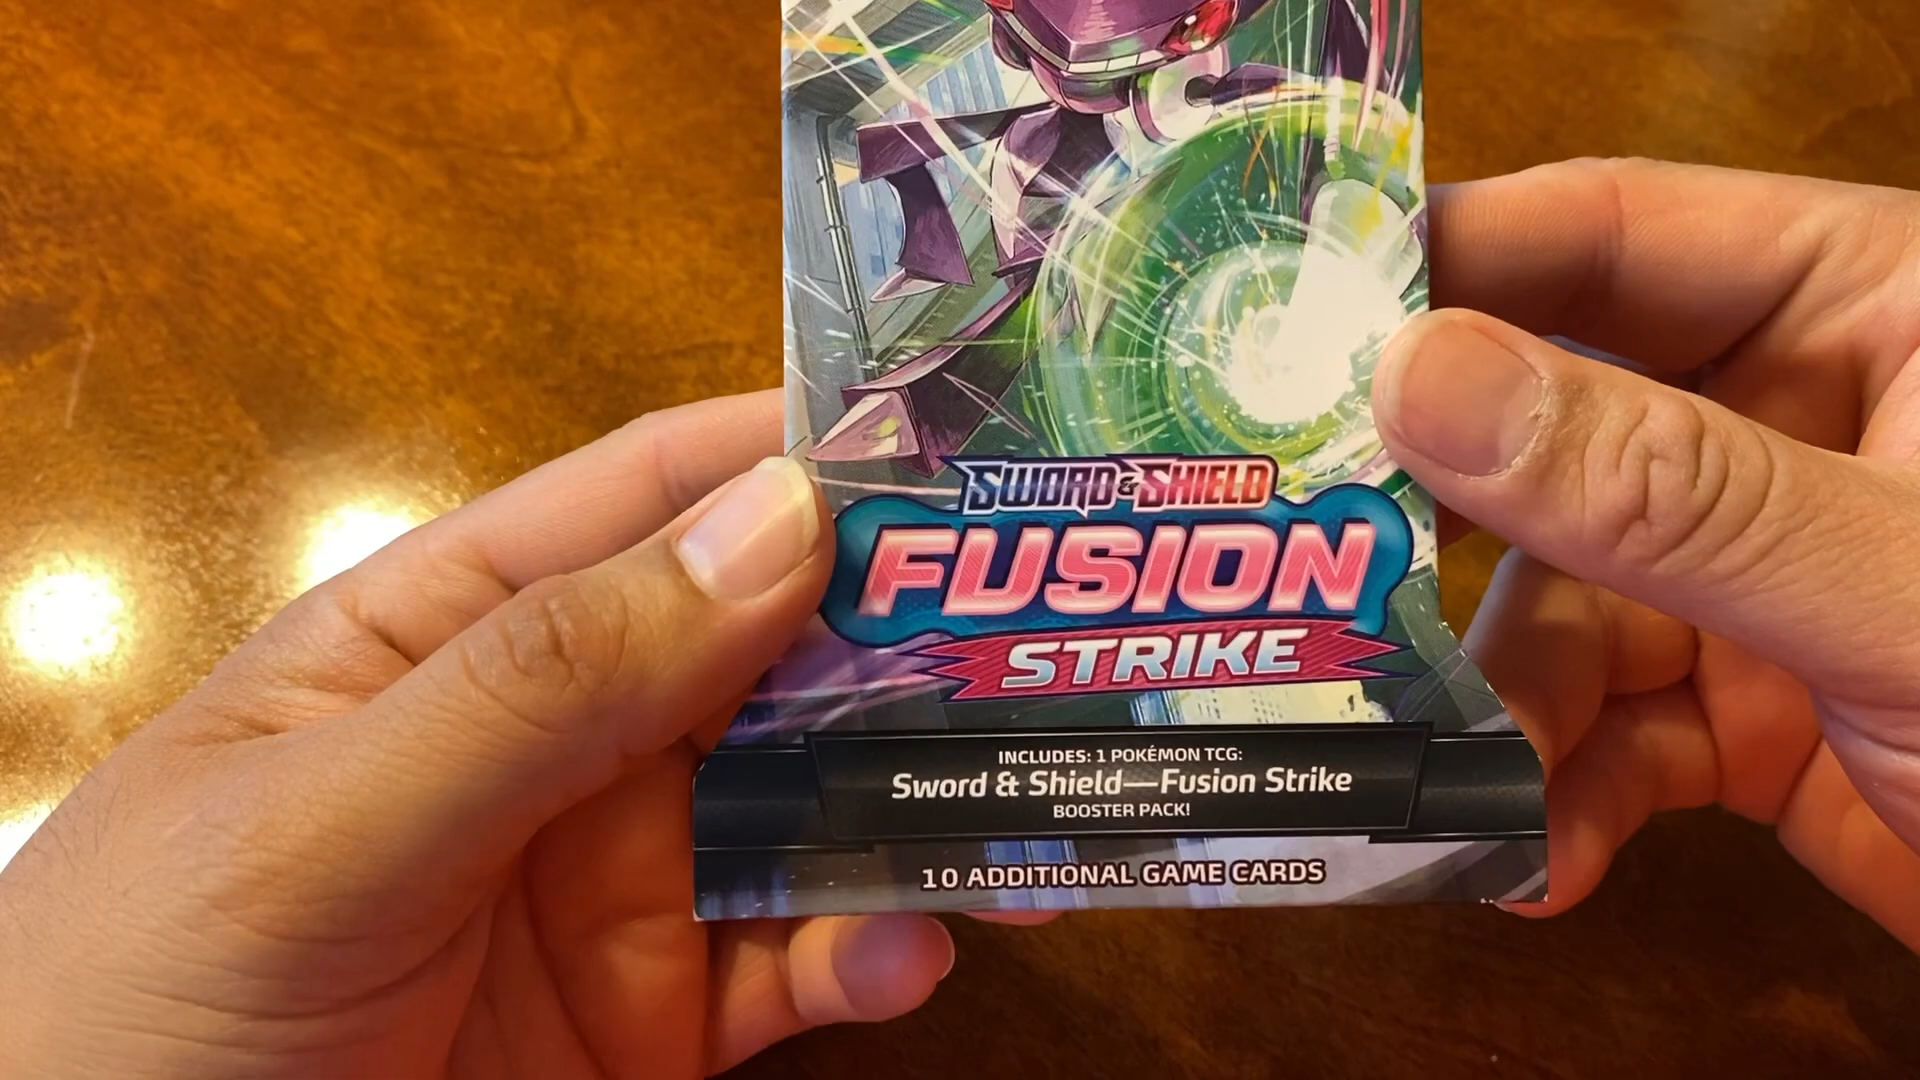 SWORD & SHIELD
FUSION
STRIKE
INCLUDES: 1 POKÉMON TCG:
Sword & Shield—Fusion Strike
BOOSTER PACK!
10 ADDITIONAL GAME CARDS